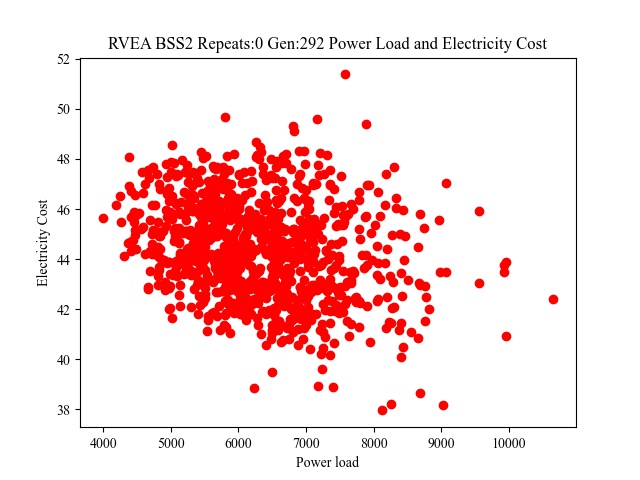 RVEA BSS2 Repeats:0 Gen:292 Power Load and Electricity Cost
52
50
48
46
44
42
40
38
Electricity Cost
4000 5000 6000 7000 8000 9000 10000
Power load